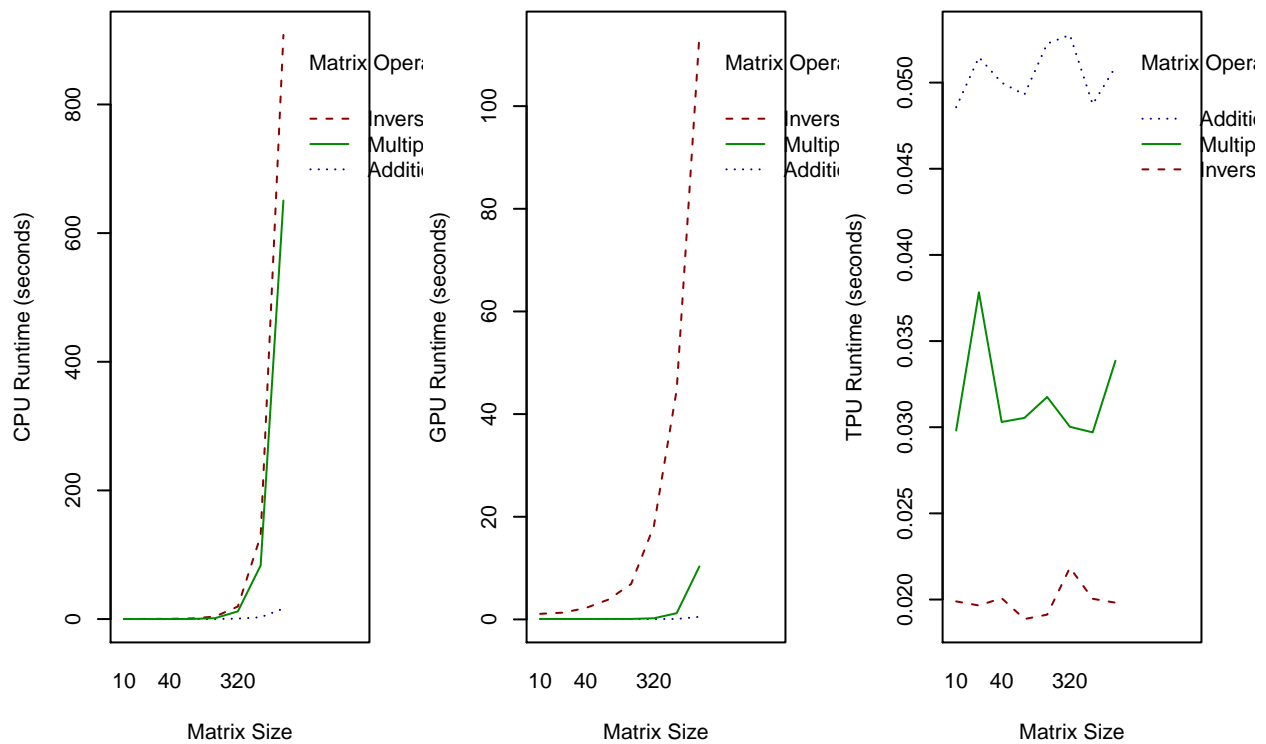 CPU Runtime (seconds)
0
200
400
600
800
10 40 320
Matrix Size
Matrix Opera
Invers
Multip
Additi
GPU Runtime (seconds)
0
20
40
60
80
100
10 40 320
Matrix Size
Matrix Opera
Invers
Multip
Additi
TPU Runtime (seconds)
0.020
0.025
0.030
0.035
0.040
0.045
0.050
10 40 320
Matrix Size
Matrix Opera
Additi
Multip
Invers